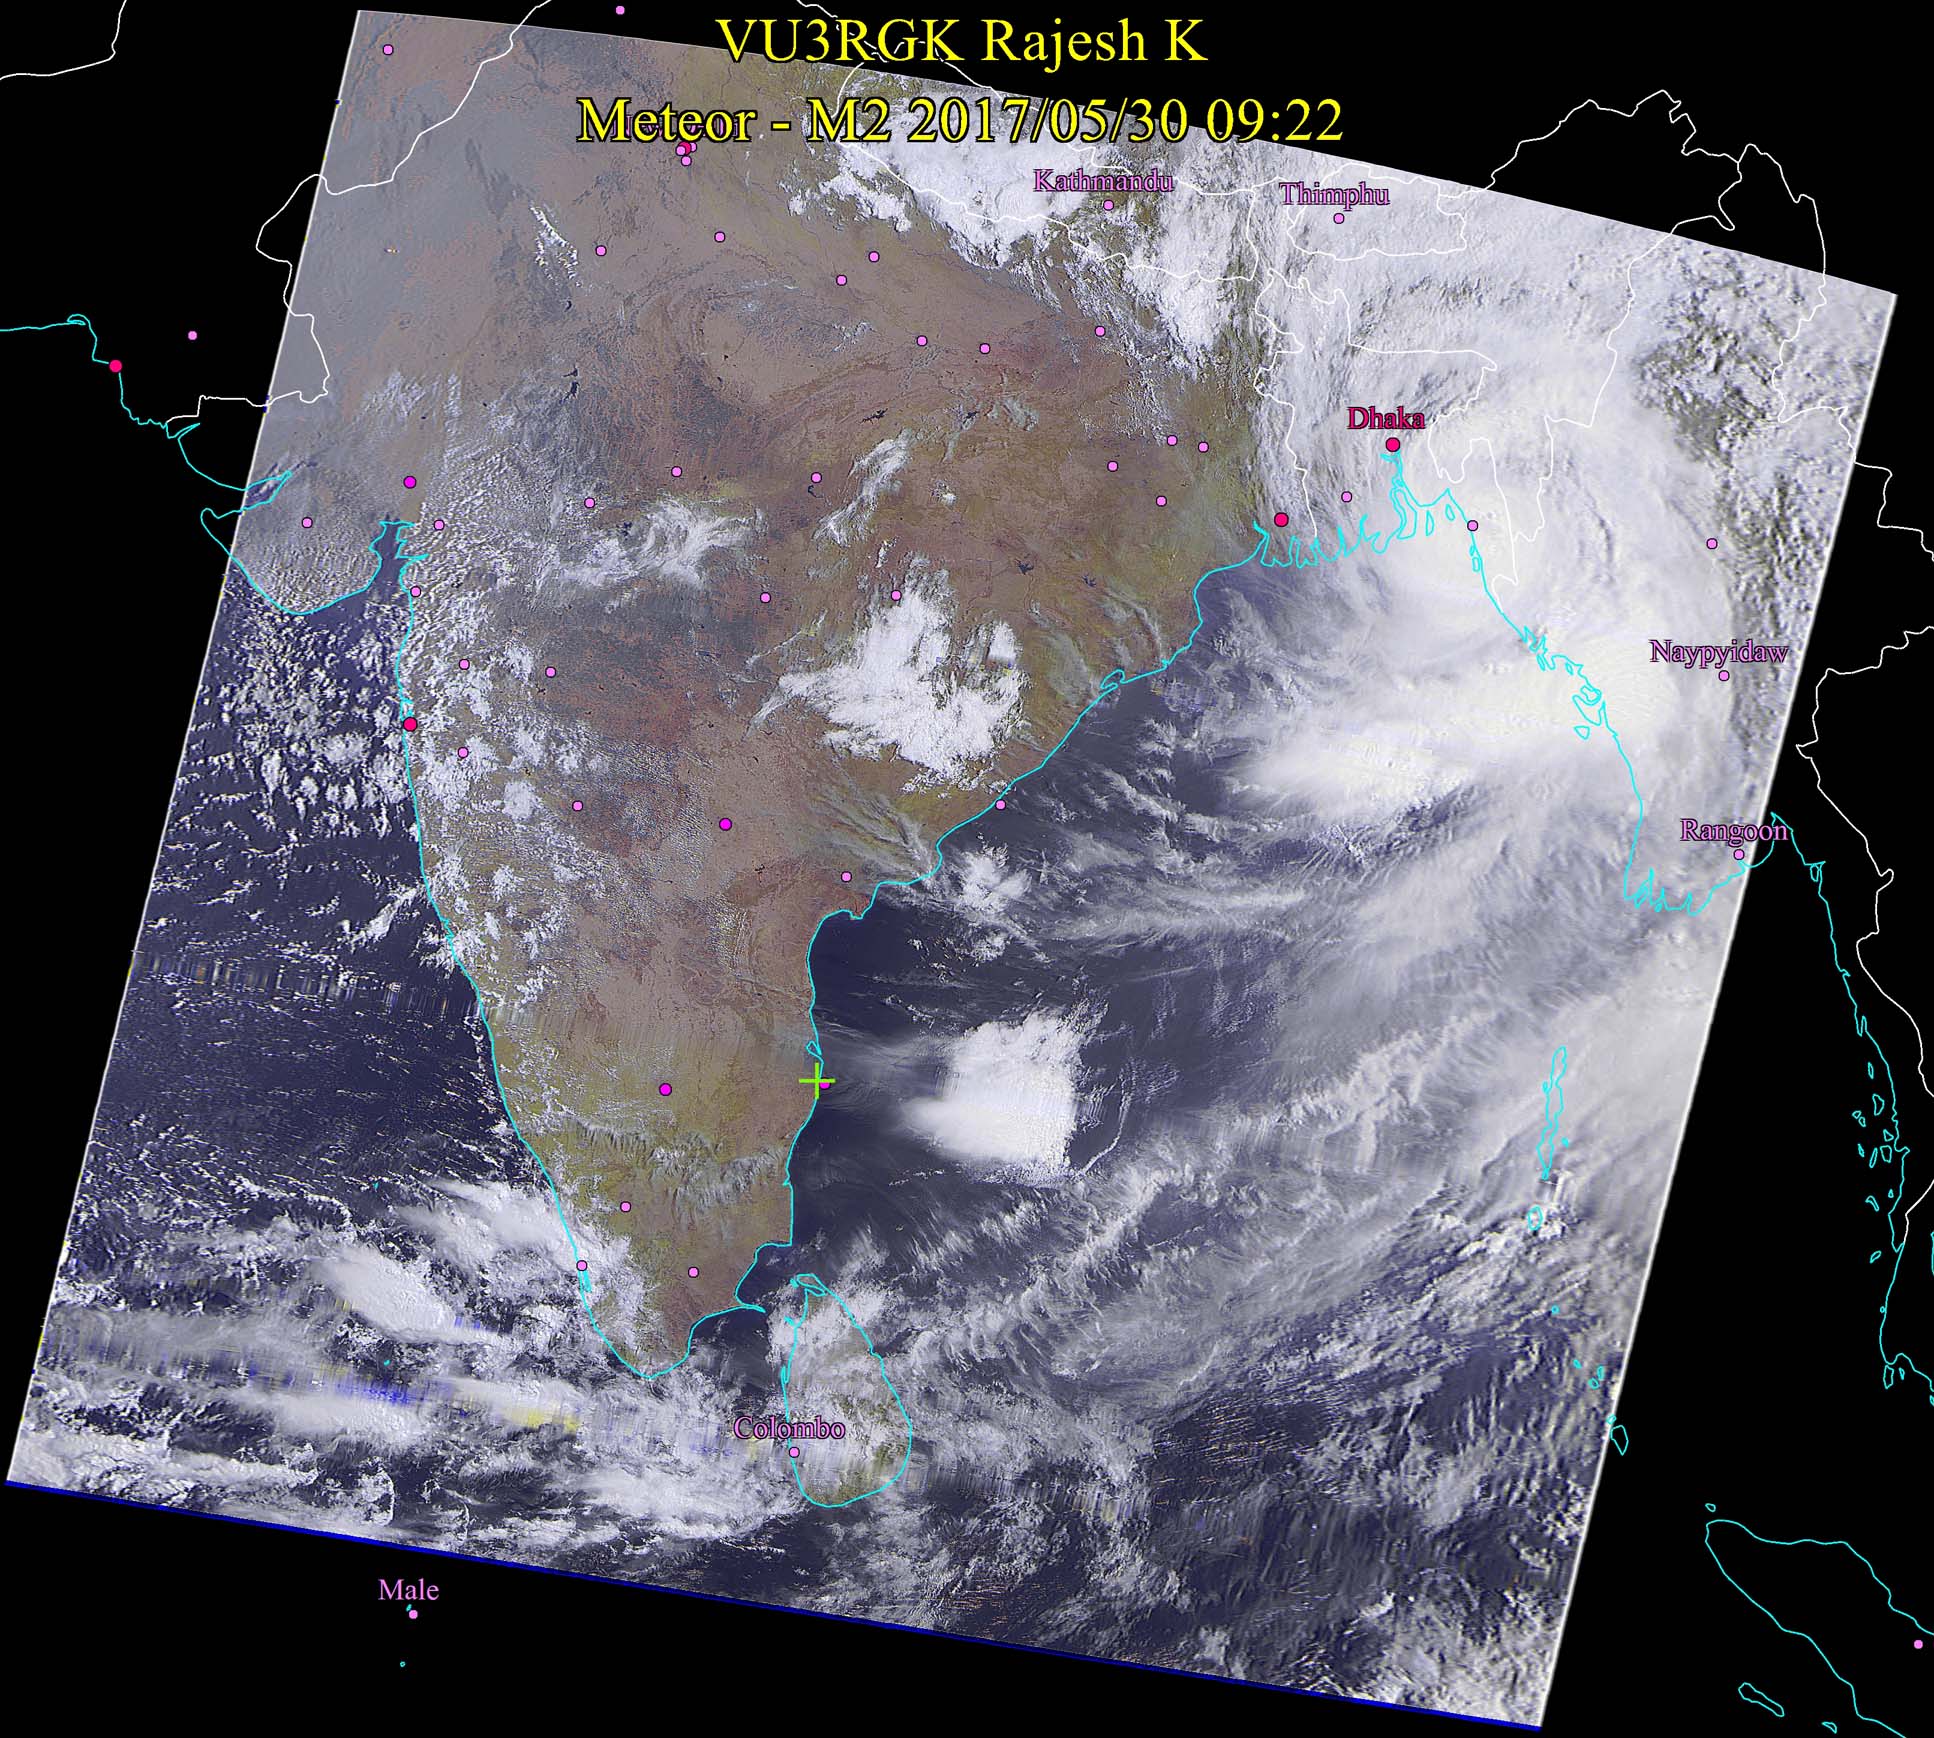 VU3RGK Rajesh K
Meteor - M2 2017/05/30 09:22
Kathmandu
Thimphu
Dhaka
Naypyidaw
Rangoon
Colombo
Male